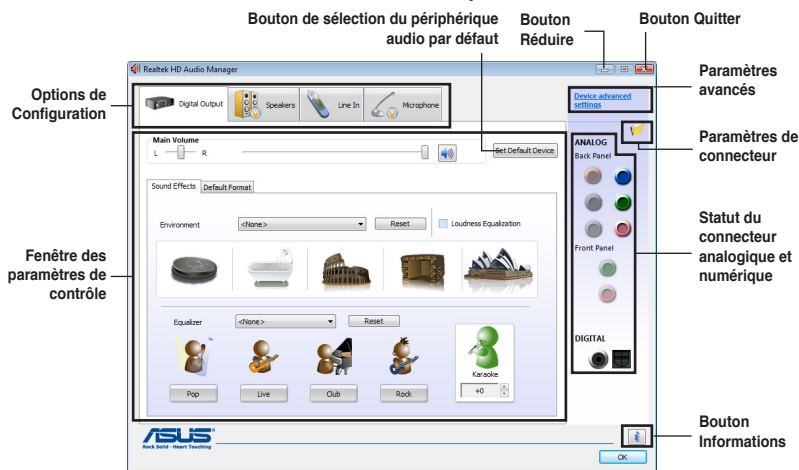 Bouton de sélection du périphérique
audio par défaut
Bouton
Réduire
Bouton Quitter
Realtek HD Audio Manager
Options de
Configuration
Digital Output
Speakers
Line In
Microphone
Device advanced
settings
Paramètres
avancés
Main Volume
L
R
Set Default Device
ANALOG
Back Panel
Paramètres de
connecteur
Sound Effects
Default Format
Environment
<None>
Reset
Loudness Equalization
Statut du
connecteur
analogique et
numérique
Fenêtre des
paramètres de
contrôle
Front Panel
Equalizer
<None>
Reset
DIGITAL
Karaoke
Pop
Live
Club
Rock
+0
ASUS
Rock Solid · Heart Touching
Bouton
Informations
i
OK